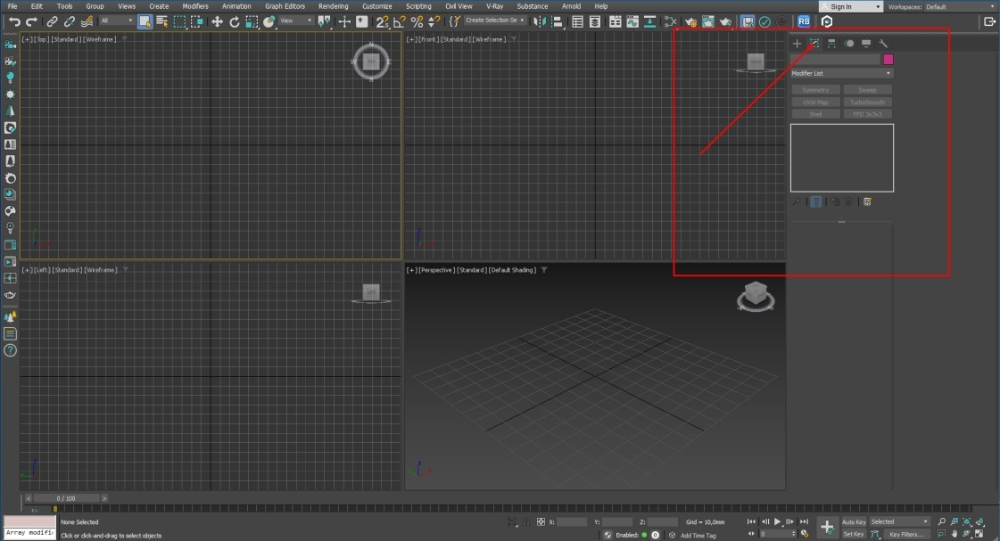 File Edit Tools Group Views Create Modifiers Animation Graph Editors Rendering Customize Scripting Civil View V-Ray Substance Arnold Help Sign In Workspaces: Default
All View Create Selection Se RB
[+][Top][Standard][Wireframe]
[+][Front][Standard][Wireframe]
N
W
S
Modifier List
Symmetry Sweep
UVW Map TurboSmooth
Shell FFD 3x3x3
[+][Left][Standard][Wireframe]
[+][Perspective][Standard][Default Shading]
< 0 / 100 >
None Selected X: Y: Z: Grid = 10,0mm Auto Key Selected
Array modifi Click or click-and-drag to select objects Enabled: 0 Add Time Tag 0 Set Key Key Filters...